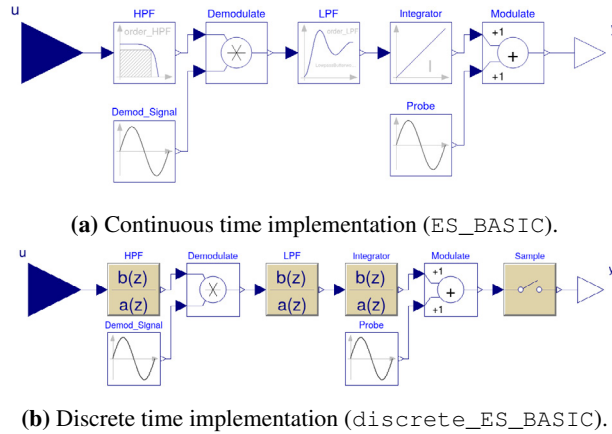 u
HPF
Demodulate
LPF
Integrator
Modulate
order_HPF
order_LPF
I
+1
+
+1
Demod_Signal
Probe
(a) Continuous time implementation (ES_BASIC).
u
HPF
Demodulate
LPF
Integrator
Modulate
Sample
y
b(z)
a(z)
b(z)
a(z)
b(z)
a(z)
+1
+
+1
Demod_Signal
Probe
(b) Discrete time implementation (discrete_ES_BASIC).